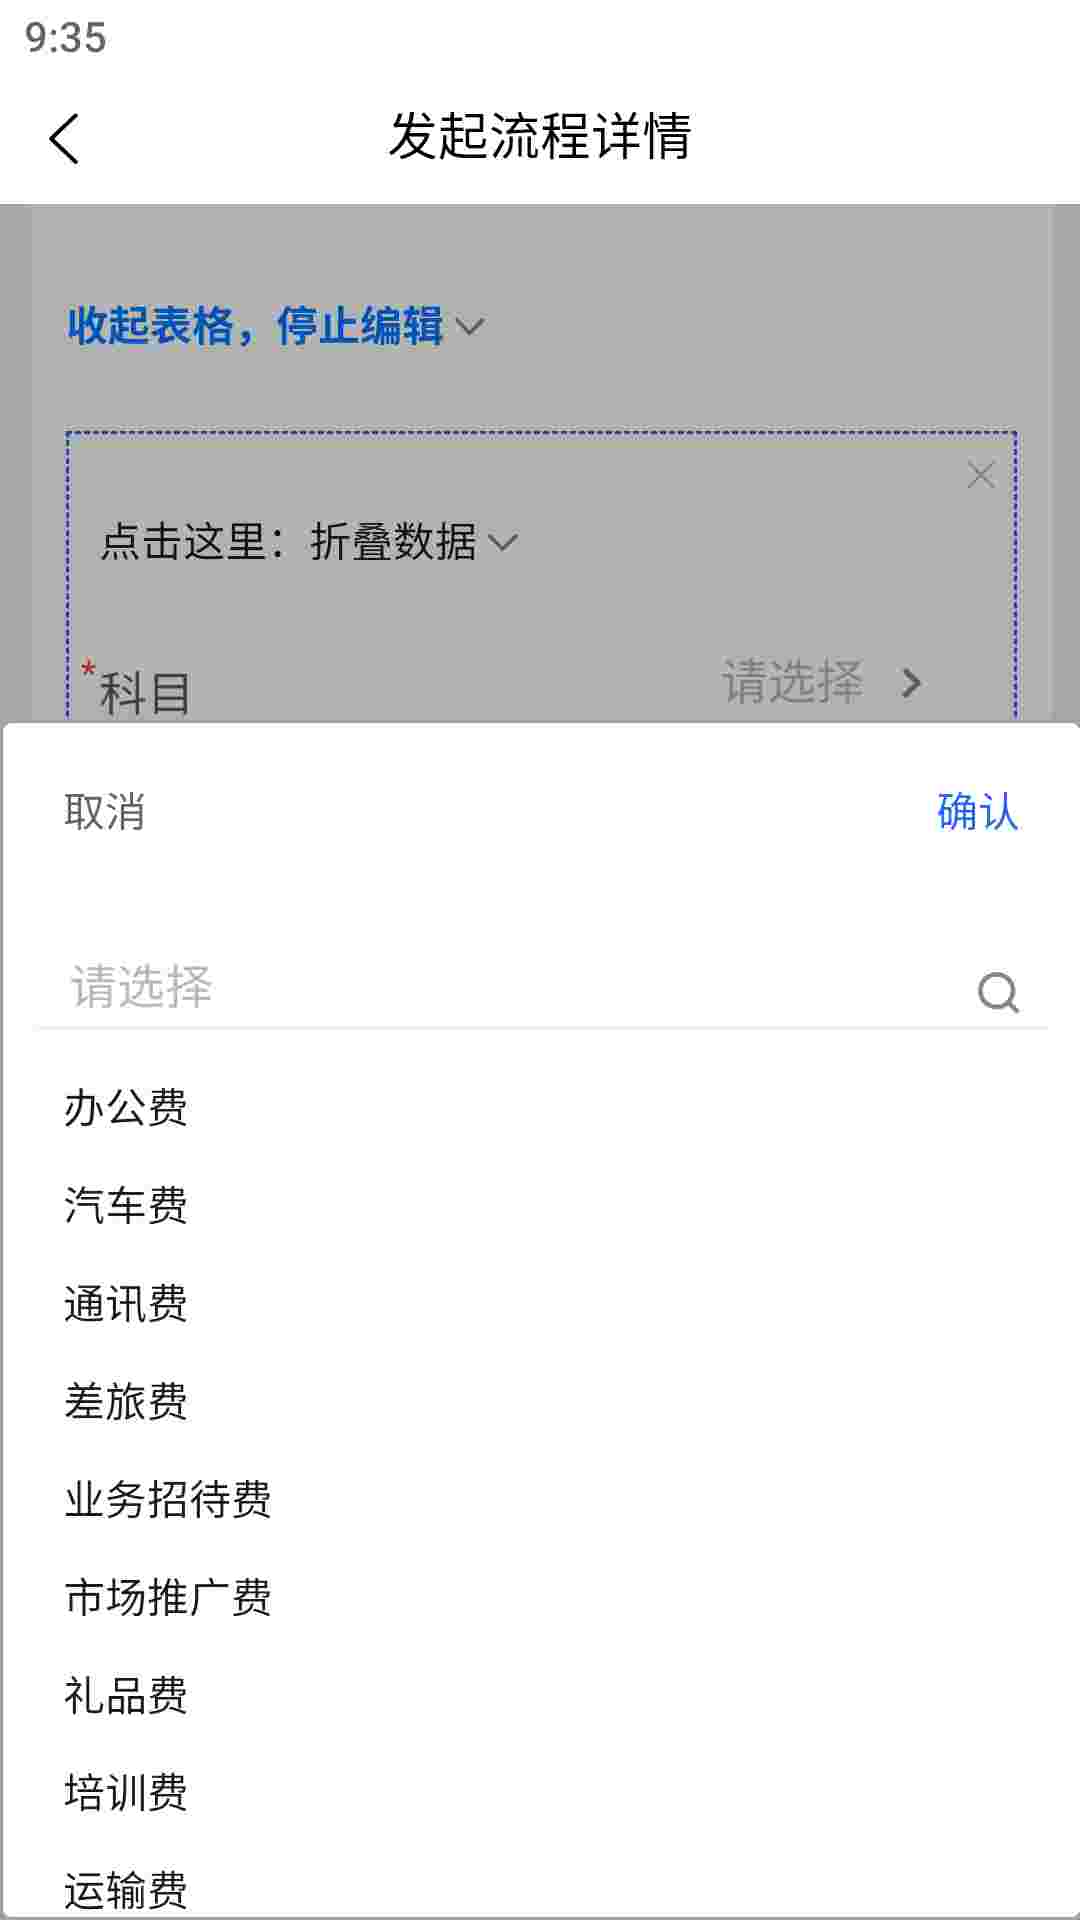 9:35
发起流程详情
收起表格，停止编辑
点击这里：折叠数据
*科目 请选择
取消 确认
请选择
办公费
汽车费
通讯费
差旅费
业务招待费
市场推广费
礼品费
培训费
运输费